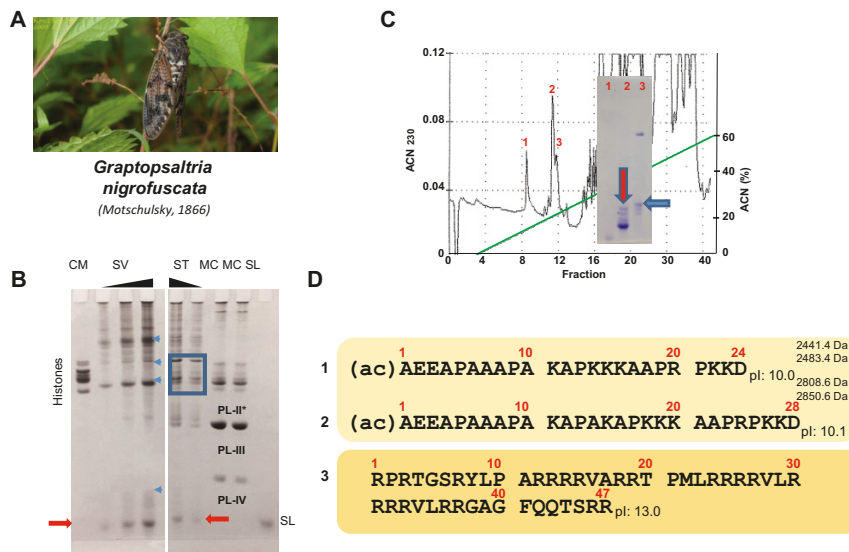 A
Graptopsaltria
nigrofuscata
(Motschulsky, 1866)
B
CM SV ST MC MC SL
Histones
PL-II*
PL-III
PL-IV
SL
C
0.12
0.08
0.04
0
ACN 230
1
2
3
1 2 3
60
40
20
0
ACN (%)
0 4 8 12 16 20 24 28 32 36 40
Fraction
D
1 10 20 24
1 (ac)AEEAPAAAPA KAPKKKAAPR PKKD pI: 10.0
2441.4 Da
2483.4 Da
2808.6 Da
2850.6 Da
1 10 20 28
2 (ac)AEEAPAAAPA KAPAKAPKKK AAPRPKKD pI: 10.1
1 10 20 30
3 RPRTGSRYLP ARRRRVARRT PMLRRRRVLR
40 47
RRRVLRRGAG FQQTSRR pI: 13.0